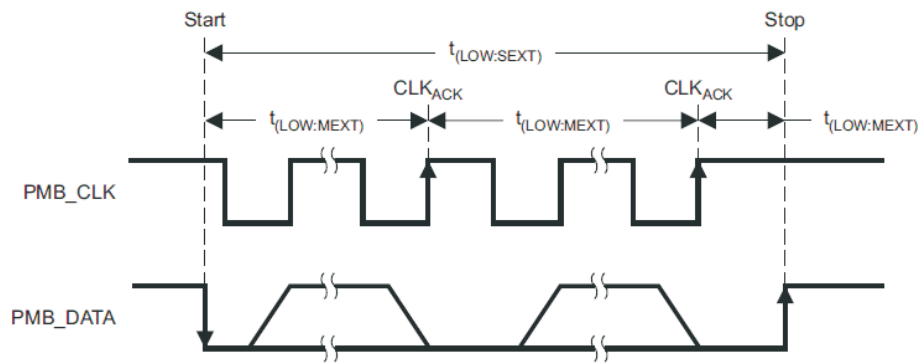 Start Stop
t(LOW:SEXT)
CLKACK CLKACK
t(LOW:MEXT) t(LOW:MEXT) t(LOW:MEXT)
PMB_CLK
PMB_DATA